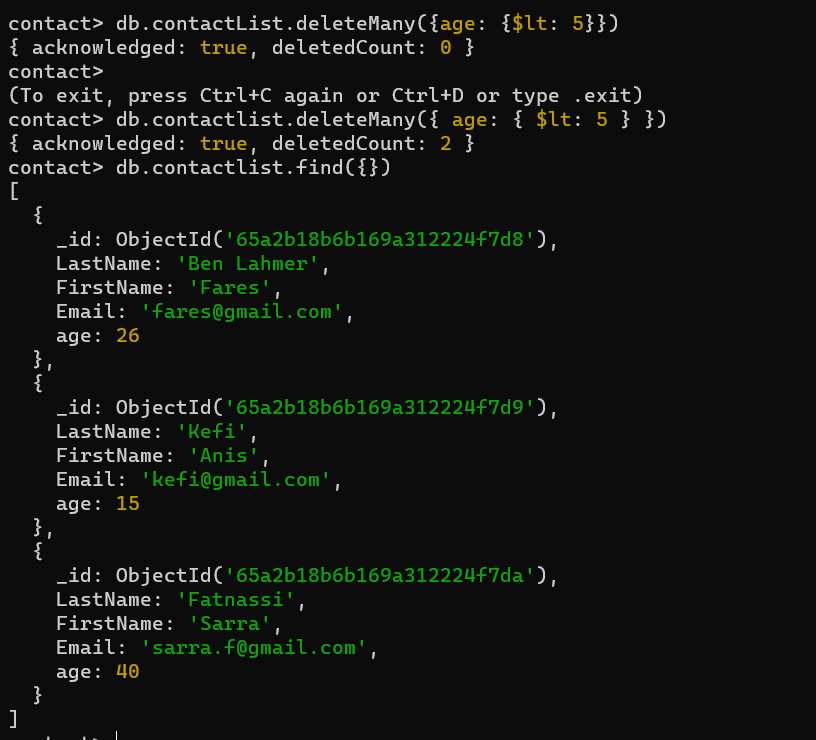 contact> db.contactList.deleteMany({age: {$lt: 5}})
{ acknowledged: true, deletedCount: 0 }
contact>
(To exit, press Ctrl+C again or Ctrl+D or type .exit)
contact> db.contactlist.deleteMany({ age: { $lt: 5 } })
{ acknowledged: true, deletedCount: 2 }
contact> db.contactlist.find({})
[
  {
    _id: ObjectId('65a2b18b6b169a312224f7d8'),
    LastName: 'Ben Lahmer',
    FirstName: 'Fares',
    Email: 'fares@gmail.com',
    age: 26
  },
  {
    _id: ObjectId('65a2b18b6b169a312224f7d9'),
    LastName: 'Kefi',
    FirstName: 'Anis',
    Email: 'kefi@gmail.com',
    age: 15
  },
  {
    _id: ObjectId('65a2b18b6b169a312224f7da'),
    LastName: 'Fatnassi',
    FirstName: 'Sarra',
    Email: 'sarra.f@gmail.com',
    age: 40
  }
]